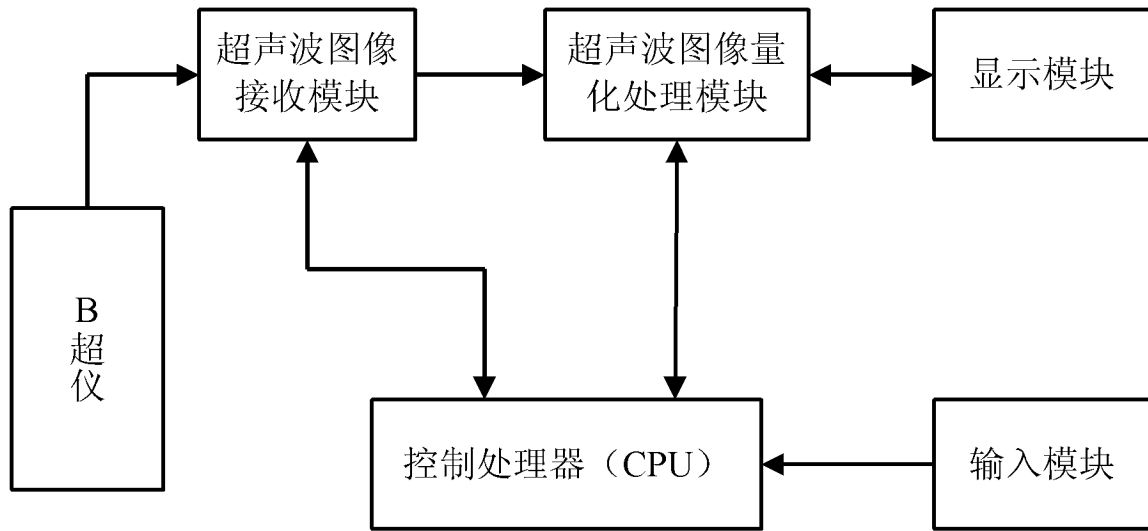 超声波图像
接收模块
超声波图像量
化处理模块
显示模块
B
超
仪
控制处理器（CPU）
输入模块